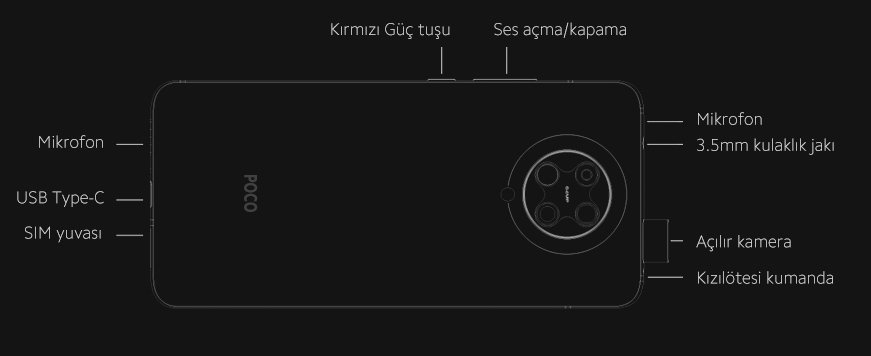 Kırmızı Güç tuşu
Ses açma/kapama
Mikrofon
USB Type-C
SIM yuvası
POCO
64MP
Mikrofon
3.5mm kulaklık jakı
Açılır kamera
Kızılötesi kumanda